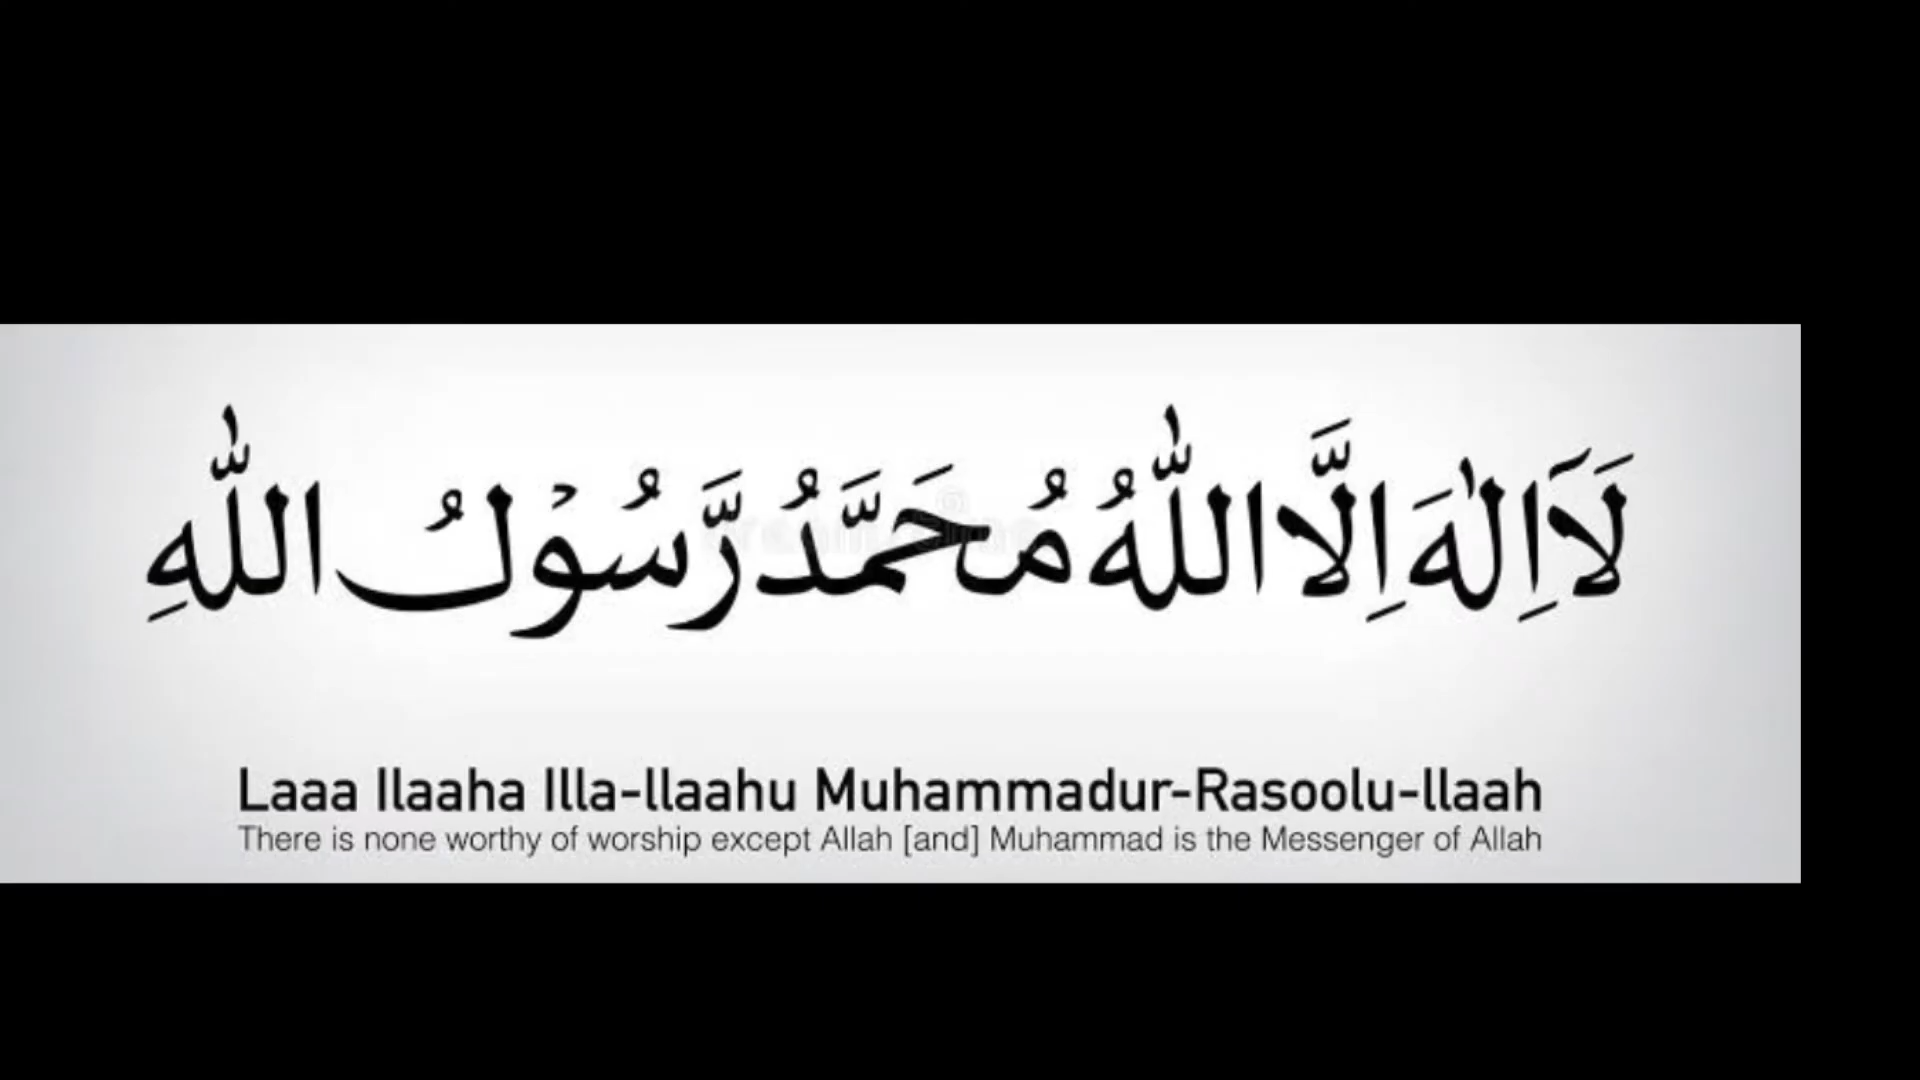 لَاۤ اِلٰهَ اِلَّا اللّٰهُ مُحَمَّدُ رَّسُوْلُ اللّٰهِ
Laaa Ilaaha Illa-llaahu Muhammadur-Rasoolu-llaah
There is none worthy of worship except Allah [and] Muhammad is the Messenger of Allah